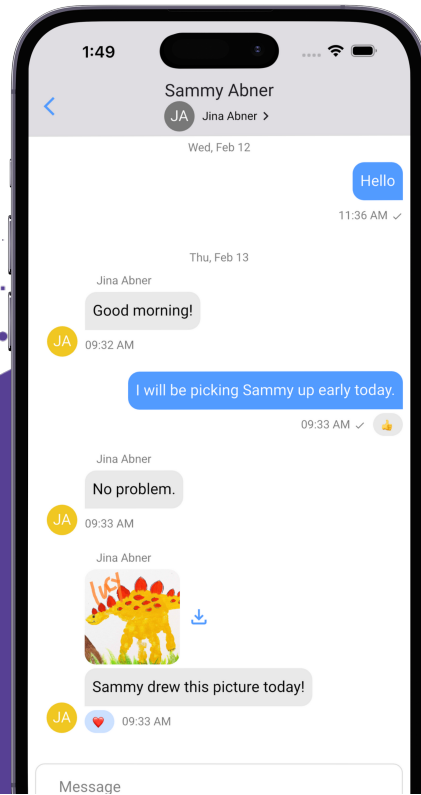 1:49
Sammy Abner
JA Jina Abner >
Wed, Feb 12
Hello
11:36 AM ✓
Thu, Feb 13
Jina Abner
Good morning!
JA 09:32 AM
I will be picking Sammy up early today.
09:33 AM ✓ 👍
Jina Abner
No problem.
JA 09:33 AM
Jina Abner
lucy
Sammy drew this picture today!
JA ❤️ 09:33 AM
Message